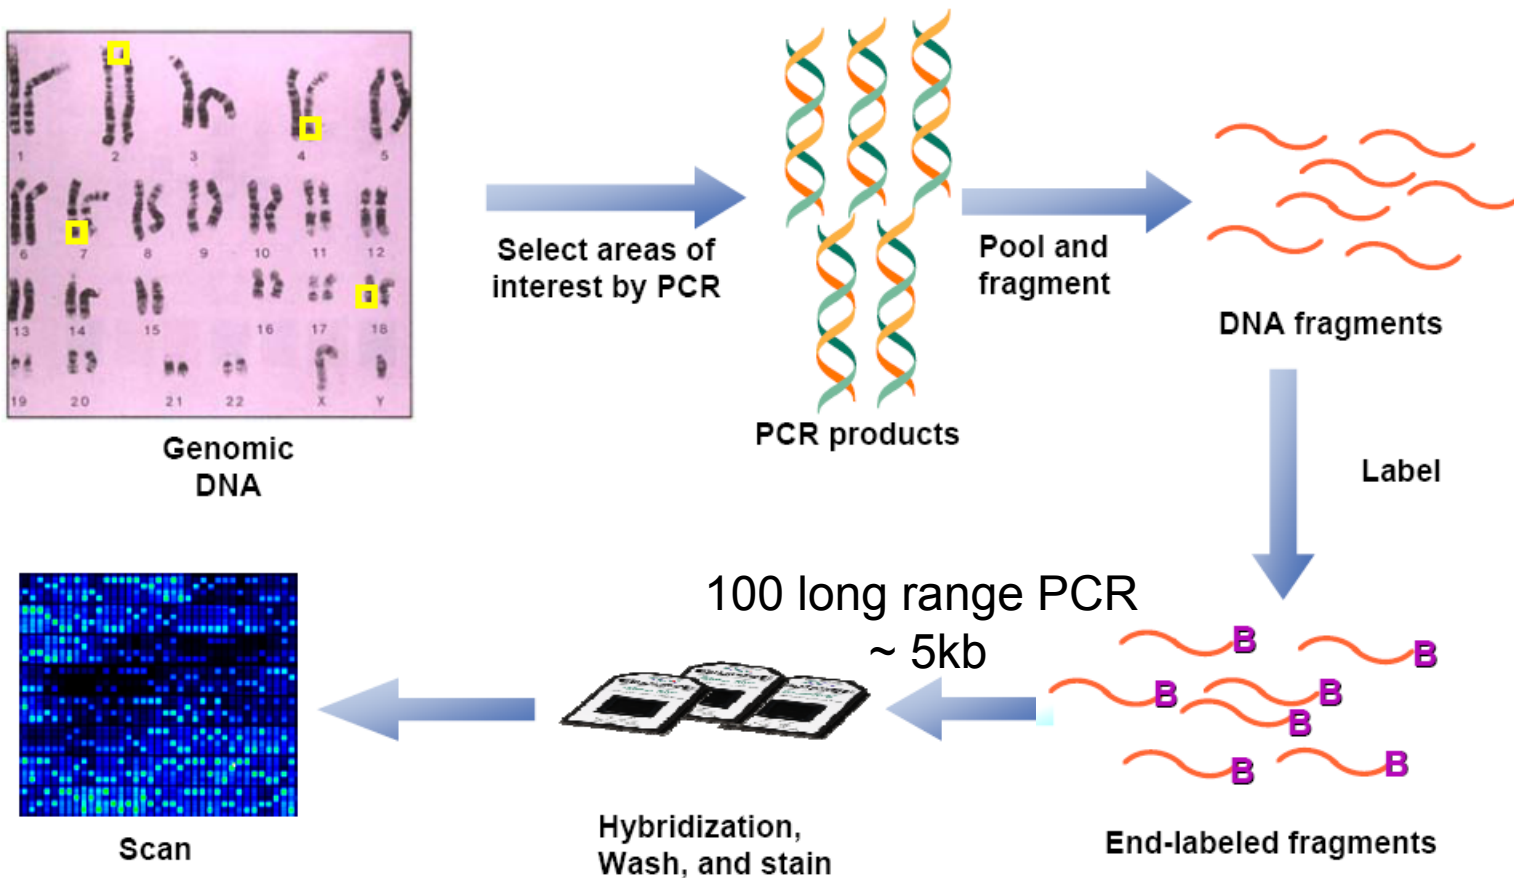 1 2 3 4 5
6 7 8 9 10 11 12
13 14 15 16 17 18
19 20 21 22 X Y
Genomic
DNA
Select areas of
interest by PCR
PCR products
Pool and
fragment
DNA fragments
Label
B B
B B
B
B B
End-labeled fragments
100 long range PCR
~ 5kb
Hybridization,
Wash, and stain
Scan